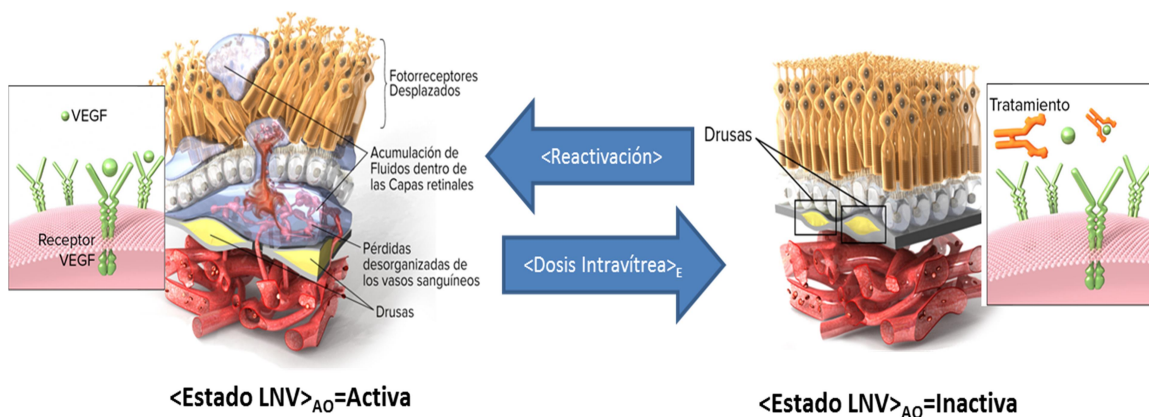 VEGF
Receptor
VEGF
Fotorreceptores
Desplazados
Acumulación de
Fluidos dentro de
las Capas retinales
Pérdidas
desorganizadas de
los vasos sanguíneos
Drusas
<Estado LNV>AO=Activa
<Reactivación>
<Dosis Intravítrea>E
Drusas
Tratamiento
<Estado LNV>AO=Inactiva